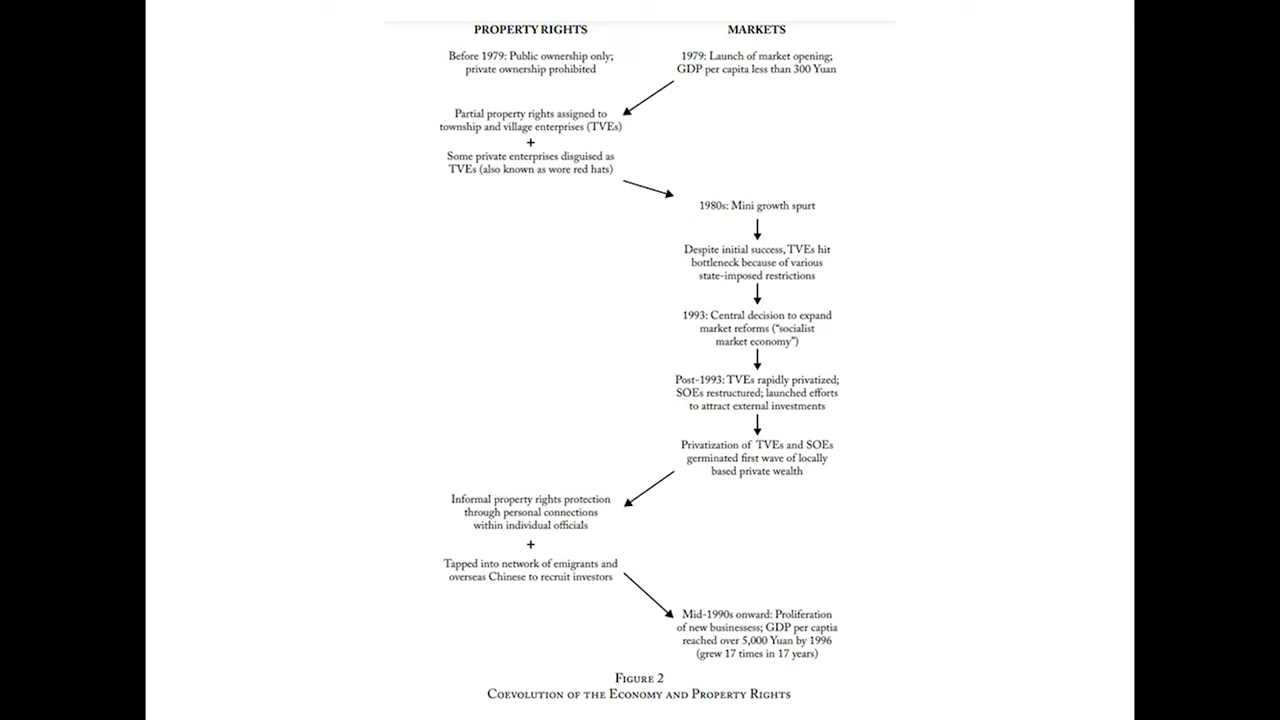 PROPERTY RIGHTS
MARKETS
Before 1979: Public ownership only;
private ownership prohibited
1979: Launch of market opening;
GDP per capita less than 300 Yuan
Partial property rights assigned to
township and village enterprises (TVEs)
+
Some private enterprises disguised as
TVEs (also known as wore red hats)
1980s: Mini growth spurt
Despite initial success, TVEs hit
bottleneck because of various
state-imposed restrictions
1993: Central decision to expand
market reforms ("socialist
market economy")
Post-1993: TVEs rapidly privatized;
SOEs restructured; launched efforts
to attract external investments
Privatization of TVEs and SOEs
germinated first wave of locally
based private wealth
Informal property rights protection
through personal connections
within individual officials
+
Tapped into network of emigrants and
overseas Chinese to recruit investors
Mid-1990s onward: Proliferation
of new businessess; GDP per captia
reached over 5,000 Yuan by 1996
(grew 17 times in 17 years)
Figure 2
Coevolution of the Economy and Property Rights